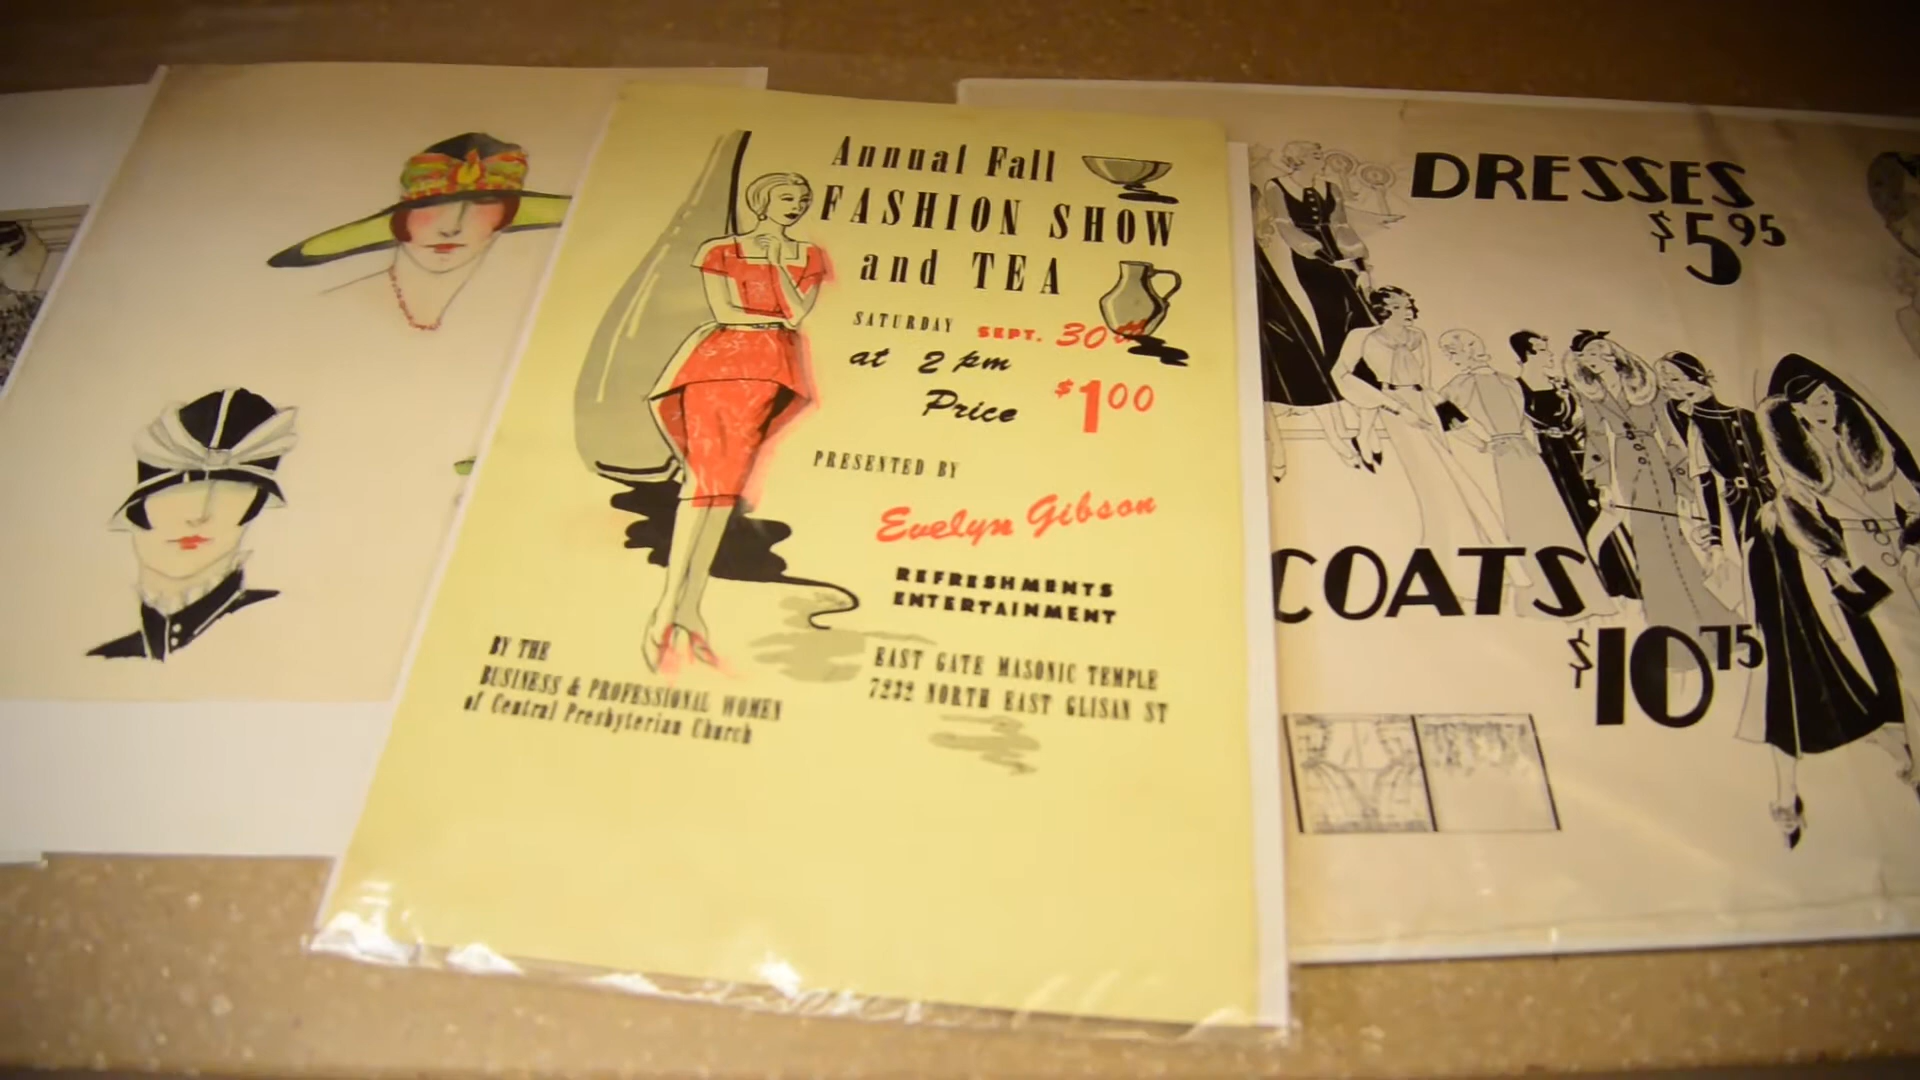 Annual Fall
FASHION SHOW
and TEA
SATURDAY SEPT. 30th
at 2 pm
Price $1.00
PRESENTED BY
Evelyn Gibson
REFRESHMENTS
ENTERTAINMENT
BY THE
BUSINESS & PROFESSIONAL WOMEN
of Central Presbyterian Church
EAST GATE MASONIC TEMPLE
7232 NORTH EAST GLISAN ST
DRESSES
$5.95
COATS
$10.75